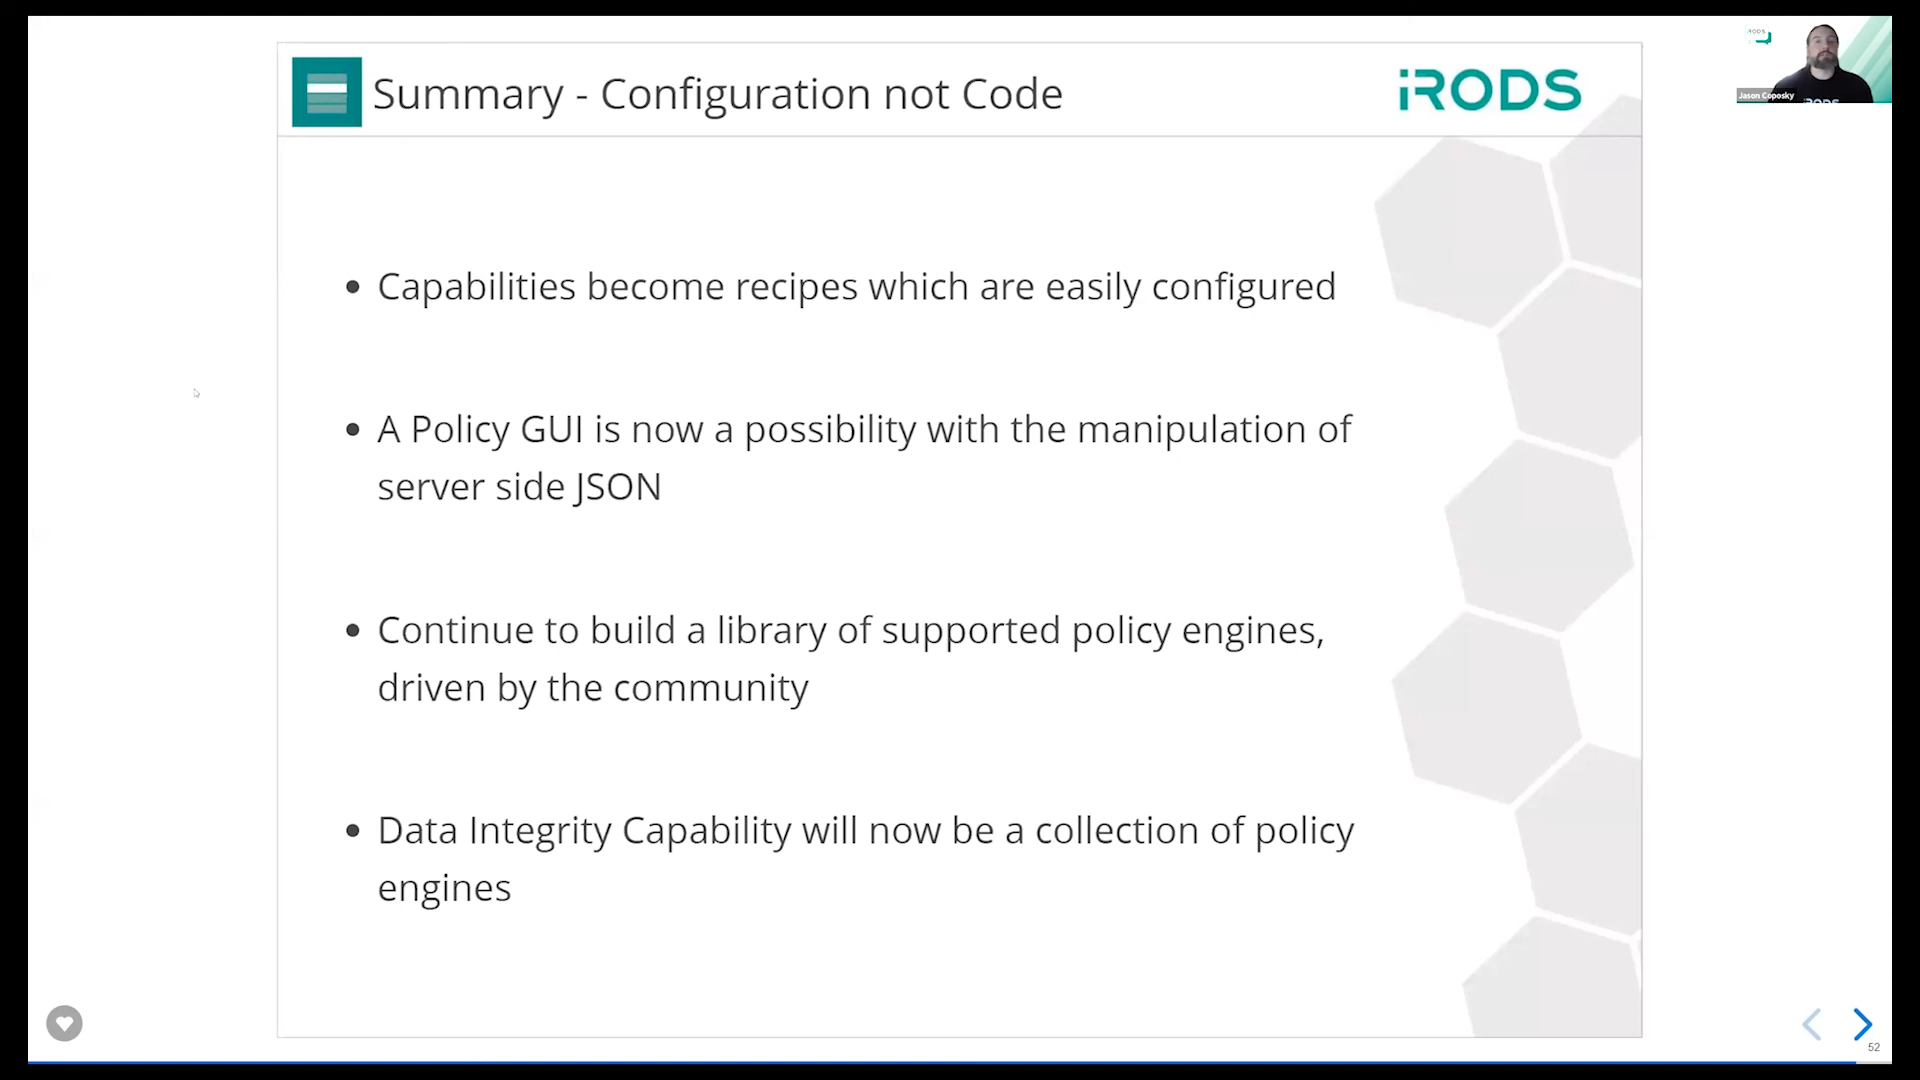 Summary - Configuration not Code
iRODS
iRODS
Jason Coposky
iRODS
• Capabilities become recipes which are easily configured
• A Policy GUI is now a possibility with the manipulation of
server side JSON
• Continue to build a library of supported policy engines,
driven by the community
• Data Integrity Capability will now be a collection of policy
engines
52